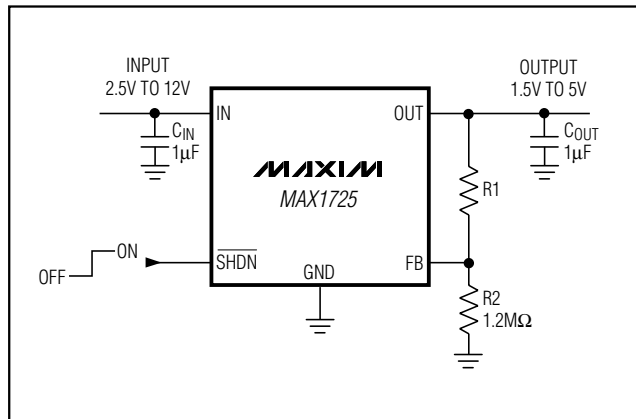 INPUT
2.5V TO 12V
OUTPUT
1.5V TO 5V
IN
OUT
CIN
1µF
COUT
1µF
MAXIM
MAX1725
R1
ON
OFF
SHDN
GND
FB
R2
1.2MΩ